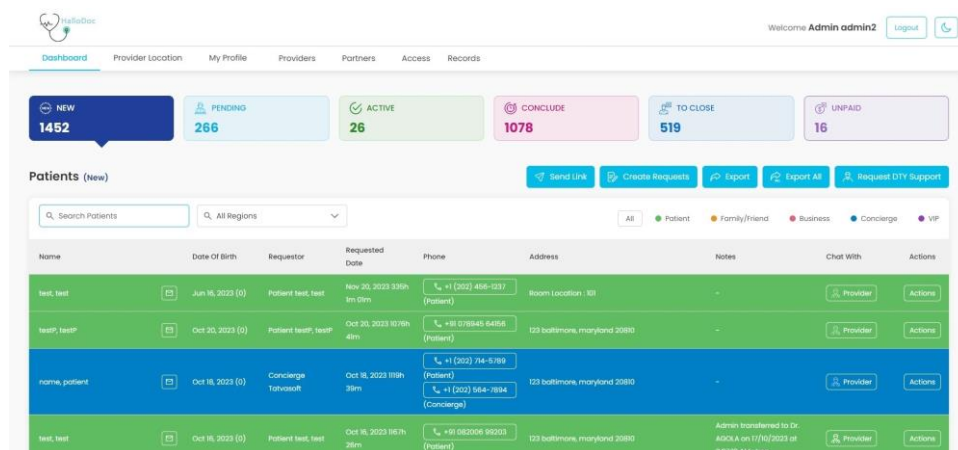 HelloDoc
Welcome Admin admin2 Logout
Dashboard Provider Location My Profile Providers Partners Access Records
NEW PENDING ACTIVE CONCLUDE TO CLOSE UNPAID
1452 266 26 1078 519 16
Patients (New) Send Link Create Requests Export Export All Request DTY Support
Search Patients All Regions All Patient Family/Friend Business Concierge VIP
Name Date Of Birth Requestor Requested Date Phone Address Notes Chat With Actions
test, test Jun 16, 2023 (0) Patient test, test Nov 20, 2023 335h 1m 01m +1 (202) 456-1237 (Patient) Room Location : 101 - Provider Actions
testP, testP Oct 20, 2023 (0) Patient testP, testP Oct 20, 2023 1076h 41m +91 078945 64156 (Patient) 123 baltimore, maryland 20810 - Provider Actions
name, patient Oct 18, 2023 (0) Concierge Tatvasoft Oct 18, 2023 1119h 39m +1 (202) 714-5789 (Patient) +1 (202) 564-7894 (Concierge) 123 baltimore, maryland 20810 - Provider Actions
test, test Oct 16, 2023 (0) Patient test, test Oct 16, 2023 1167h 26m +91 082006 99203 (Patient) 123 baltimore, maryland 20810 Admin transferred to Dr. AGOLA on 17/10/2023 at Provider Actions